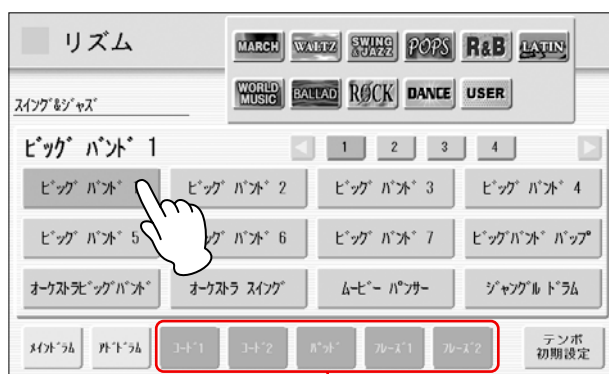 リズム
MARCH WALTZ SWING &JAZZ POPS R&B LATIN
WORLD MUSIC BALLAD ROCK DANCE USER
ｽｲﾝｸﾞ&ｼﾞｬｽﾞ
ﾋﾞｯｸﾞ ﾊﾞﾝﾄﾞ 1
1 2 3 4
ﾋﾞｯｸﾞ ﾊﾞﾝﾄﾞ ﾋﾞｯｸﾞ ﾊﾞﾝﾄﾞ 2 ﾋﾞｯｸﾞ ﾊﾞﾝﾄﾞ 3 ﾋﾞｯｸﾞ ﾊﾞﾝﾄﾞ 4
ﾋﾞｯｸﾞ ﾊﾞﾝﾄﾞ 5 ｯｸﾞ ﾊﾞﾝﾄﾞ 6 ﾋﾞｯｸﾞ ﾊﾞﾝﾄﾞ 7 ﾋﾞｯｸﾞﾊﾞﾝﾄﾞ ﾊﾞｯﾌﾟ
ｵｰｹｽﾄﾗﾋﾞｯｸﾞﾊﾞﾝﾄﾞ ｵｰｹｽﾄﾗ ｽｲﾝｸﾞ ﾑｰﾋﾞｰ ﾊﾟﾝｻｰ ｼﾞｬﾝｸﾞﾙ ﾄﾞﾗﾑ
ﾒｲﾝﾄﾞﾗﾑ ｱﾄﾞﾄﾞﾗﾑ ｺｰﾄﾞ1 ｺｰﾄﾞ2 ﾊﾟｯﾄﾞ ﾌﾚｰｽﾞ1 ﾌﾚｰｽﾞ2 テンポ
初期設定